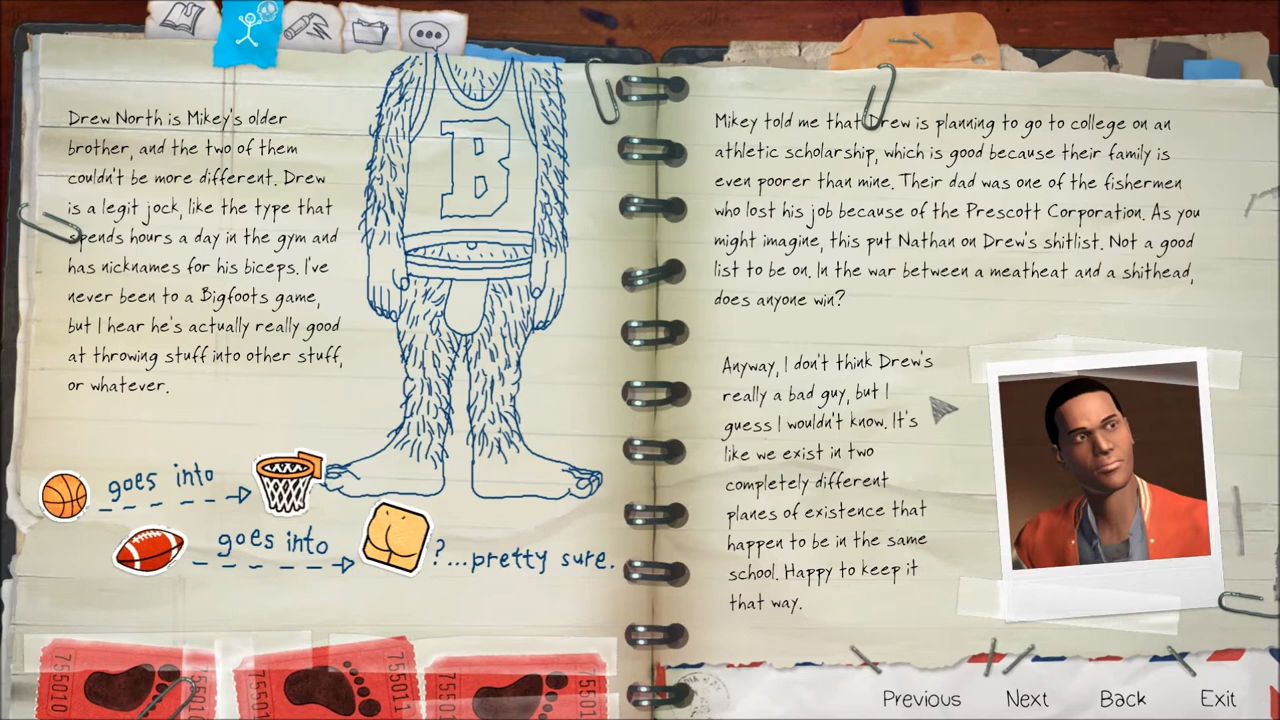 Drew North is Mikey's older
brother, and the two of them
couldn't be more different. Drew
is a legit jock, like the type that
spends hours a day in the gym and
has nicknames for his biceps. I've
never been to a Bigfoots game,
but I hear he's actually really good
at throwing stuff into other stuff,
or whatever.
B
goes into
goes into
?...pretty sure.
755010
755011
755011
Mikey told me that Drew is planning to go to college on an
athletic scholarship, which is good because their family is
even poorer than mine. Their dad was one of the fishermen
who lost his job because of the Prescott Corporation. As you
might imagine, this put Nathan on Drew's shitlist. Not a good
list to be on. In the war between a meatheat and a shithead,
does anyone win?
Anyway, I don't think Drew's
really a bad guy, but I
guess I wouldn't know. It's
like we exist in two
completely different
planes of existence that
happen to be in the same
school. Happy to keep it
that way.
Previous
Next
Back
Exit